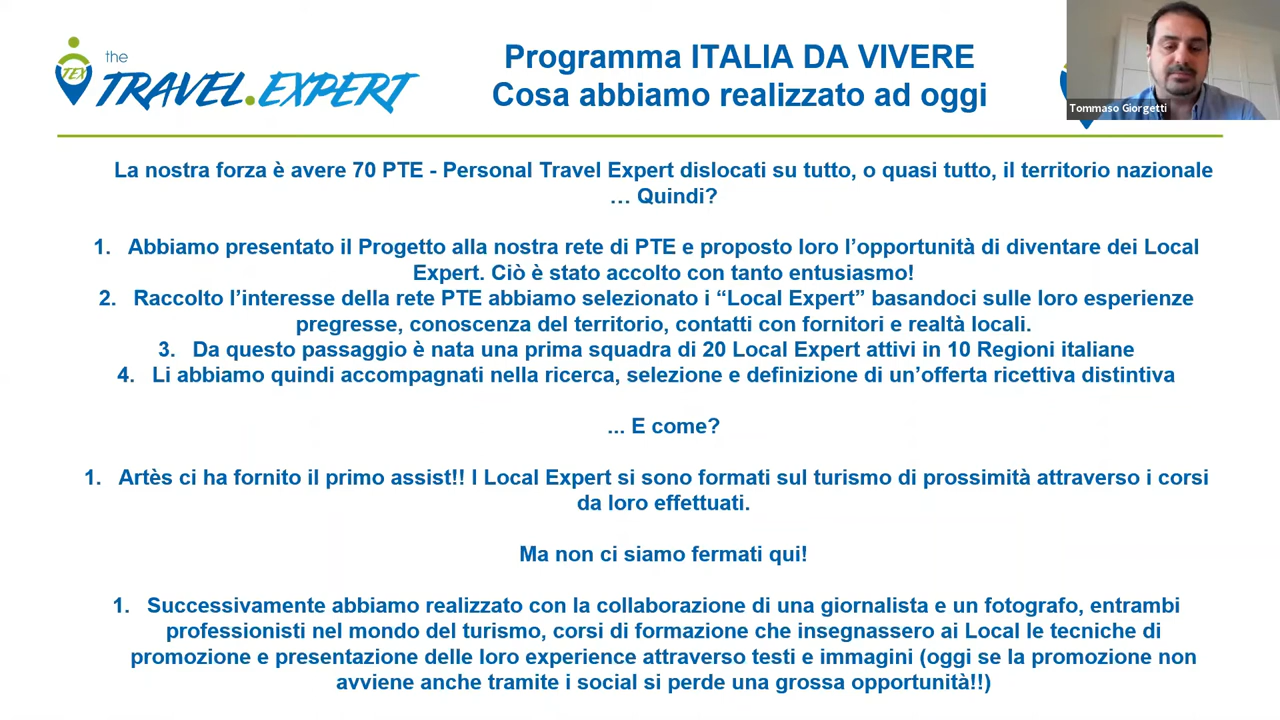 the
TEX
TRAVEL.EXPERT
Programma ITALIA DA VIVERE
Cosa abbiamo realizzato ad oggi
Tommaso Giorgetti
La nostra forza è avere 70 PTE - Personal Travel Expert dislocati su tutto, o quasi tutto, il territorio nazionale
… Quindi?
1. Abbiamo presentato il Progetto alla nostra rete di PTE e proposto loro l’opportunità di diventare dei Local
Expert. Ciò è stato accolto con tanto entusiasmo!
2. Raccolto l’interesse della rete PTE abbiamo selezionato i “Local Expert” basandoci sulle loro esperienze
pregresse, conoscenza del territorio, contatti con fornitori e realtà locali.
3. Da questo passaggio è nata una prima squadra di 20 Local Expert attivi in 10 Regioni italiane
4. Li abbiamo quindi accompagnati nella ricerca, selezione e definizione di un’offerta ricettiva distintiva
... E come?
1. Artès ci ha fornito il primo assist!! I Local Expert si sono formati sul turismo di prossimità attraverso i corsi
da loro effettuati.
Ma non ci siamo fermati qui!
1. Successivamente abbiamo realizzato con la collaborazione di una giornalista e un fotografo, entrambi
professionisti nel mondo del turismo, corsi di formazione che insegnassero ai Local le tecniche di
promozione e presentazione delle loro experience attraverso testi e immagini (oggi se la promozione non
avviene anche tramite i social si perde una grossa opportunità!!)